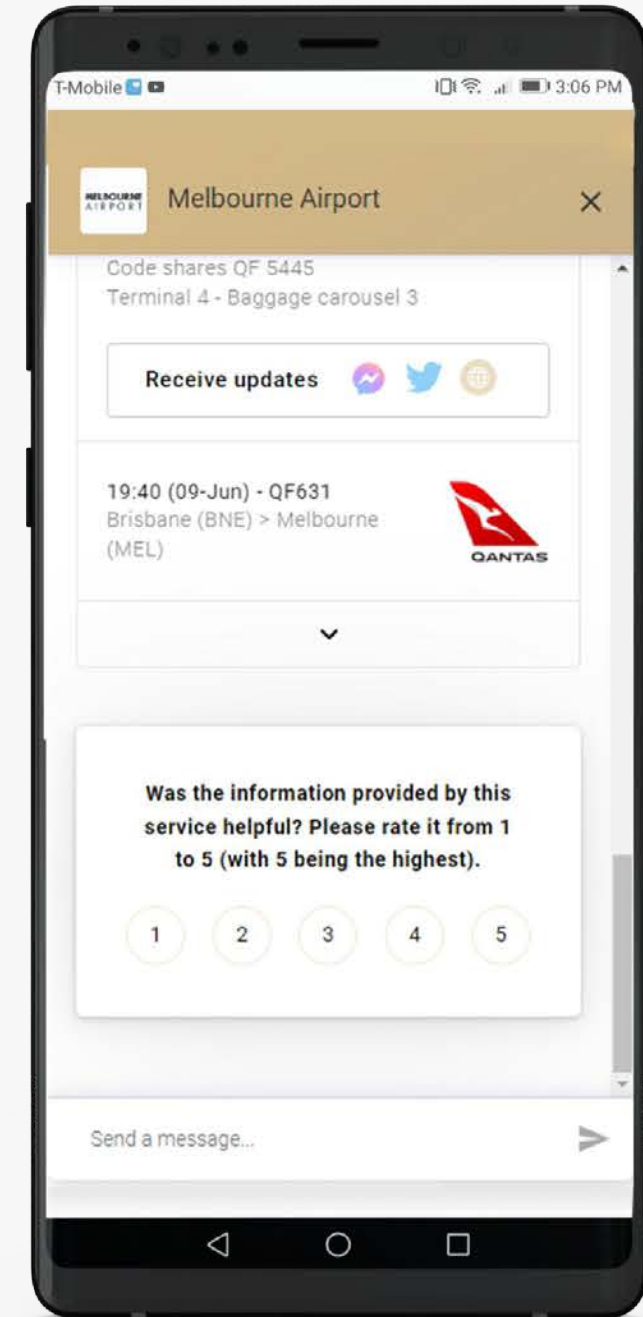 T-Mobile 3:06 PM
MELBOURNE
AIRPORT
Melbourne Airport
Code shares QF 5445
Terminal 4 - Baggage carousel 3
Receive updates
19:40 (09-Jun) - QF631
Brisbane (BNE) > Melbourne
(MEL)
QANTAS
Was the information provided by this
service helpful? Please rate it from 1
to 5 (with 5 being the highest).
1 2 3 4 5
Send a message...